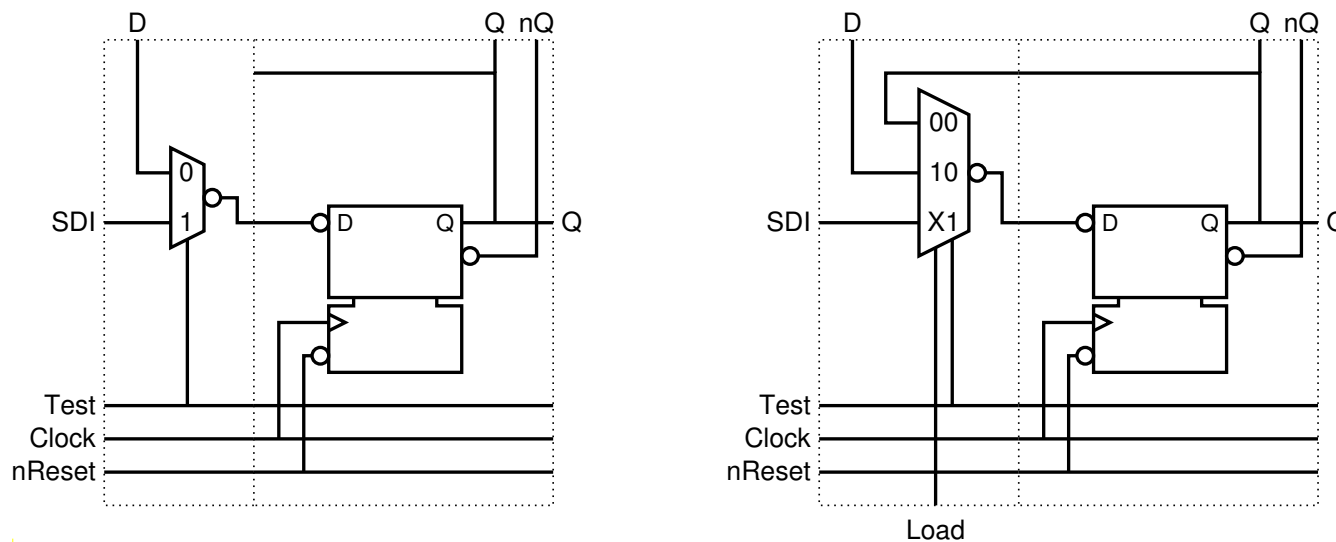 D Q nQ
0
1
SDI
D Q
Q
Test
Clock
nReset
D Q nQ
00
10
X1
SDI
D Q
Test
Clock
nReset
Load